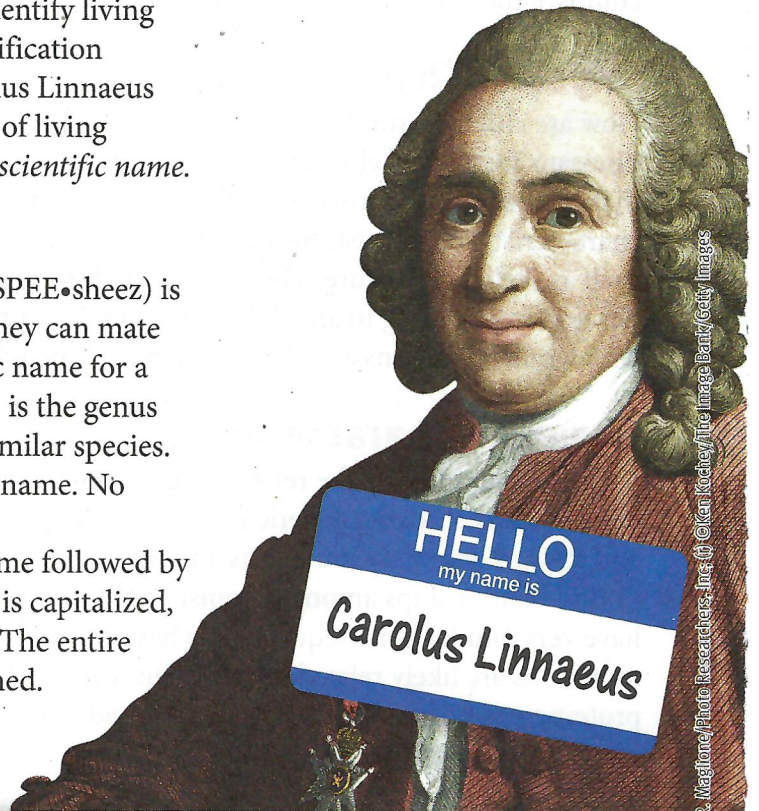 entify living
ification
us Linnaeus
of living
scientific name.
SPEE•sheez) is
hey can mate
c name for a
is the genus
milar species.
name. No
me followed by
is capitalized,
The entire
ned.
HELLO
my name is
Carolus Linnaeus
Maglione/Photo Researchers, Inc; (t) ©Ken Kochey/The Image Bank/Getty Images